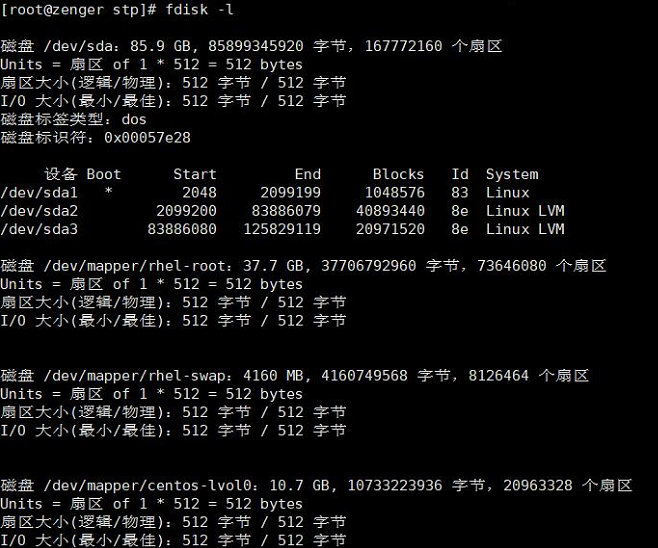 [root@zenger stp]# fdisk -l
磁盘 /dev/sda：85.9 GB, 85899345920 字节，167772160 个扇区
Units = 扇区 of 1 * 512 = 512 bytes
扇区大小(逻辑/物理)：512 字节 / 512 字节
I/O 大小(最小/最佳)：512 字节 / 512 字节
磁盘标签类型：dos
磁盘标识符：0x00057e28
设备 Boot Start End Blocks Id System
/dev/sda1 * 2048 2099199 1048576 83 Linux
/dev/sda2 2099200 83886079 40893440 8e Linux LVM
/dev/sda3 83886080 125829119 20971520 8e Linux LVM
磁盘 /dev/mapper/rhel-root：37.7 GB, 37706792960 字节，73646080 个扇区
Units = 扇区 of 1 * 512 = 512 bytes
扇区大小(逻辑/物理)：512 字节 / 512 字节
I/O 大小(最小/最佳)：512 字节 / 512 字节
磁盘 /dev/mapper/rhel-swap：4160 MB, 4160749568 字节，8126464 个扇区
Units = 扇区 of 1 * 512 = 512 bytes
扇区大小(逻辑/物理)：512 字节 / 512 字节
I/O 大小(最小/最佳)：512 字节 / 512 字节
磁盘 /dev/mapper/centos-lvol0：10.7 GB, 10733223936 字节，20963328 个扇区
Units = 扇区 of 1 * 512 = 512 bytes
扇区大小(逻辑/物理)：512 字节 / 512 字节
I/O 大小(最小/最佳)：512 字节 / 512 字节